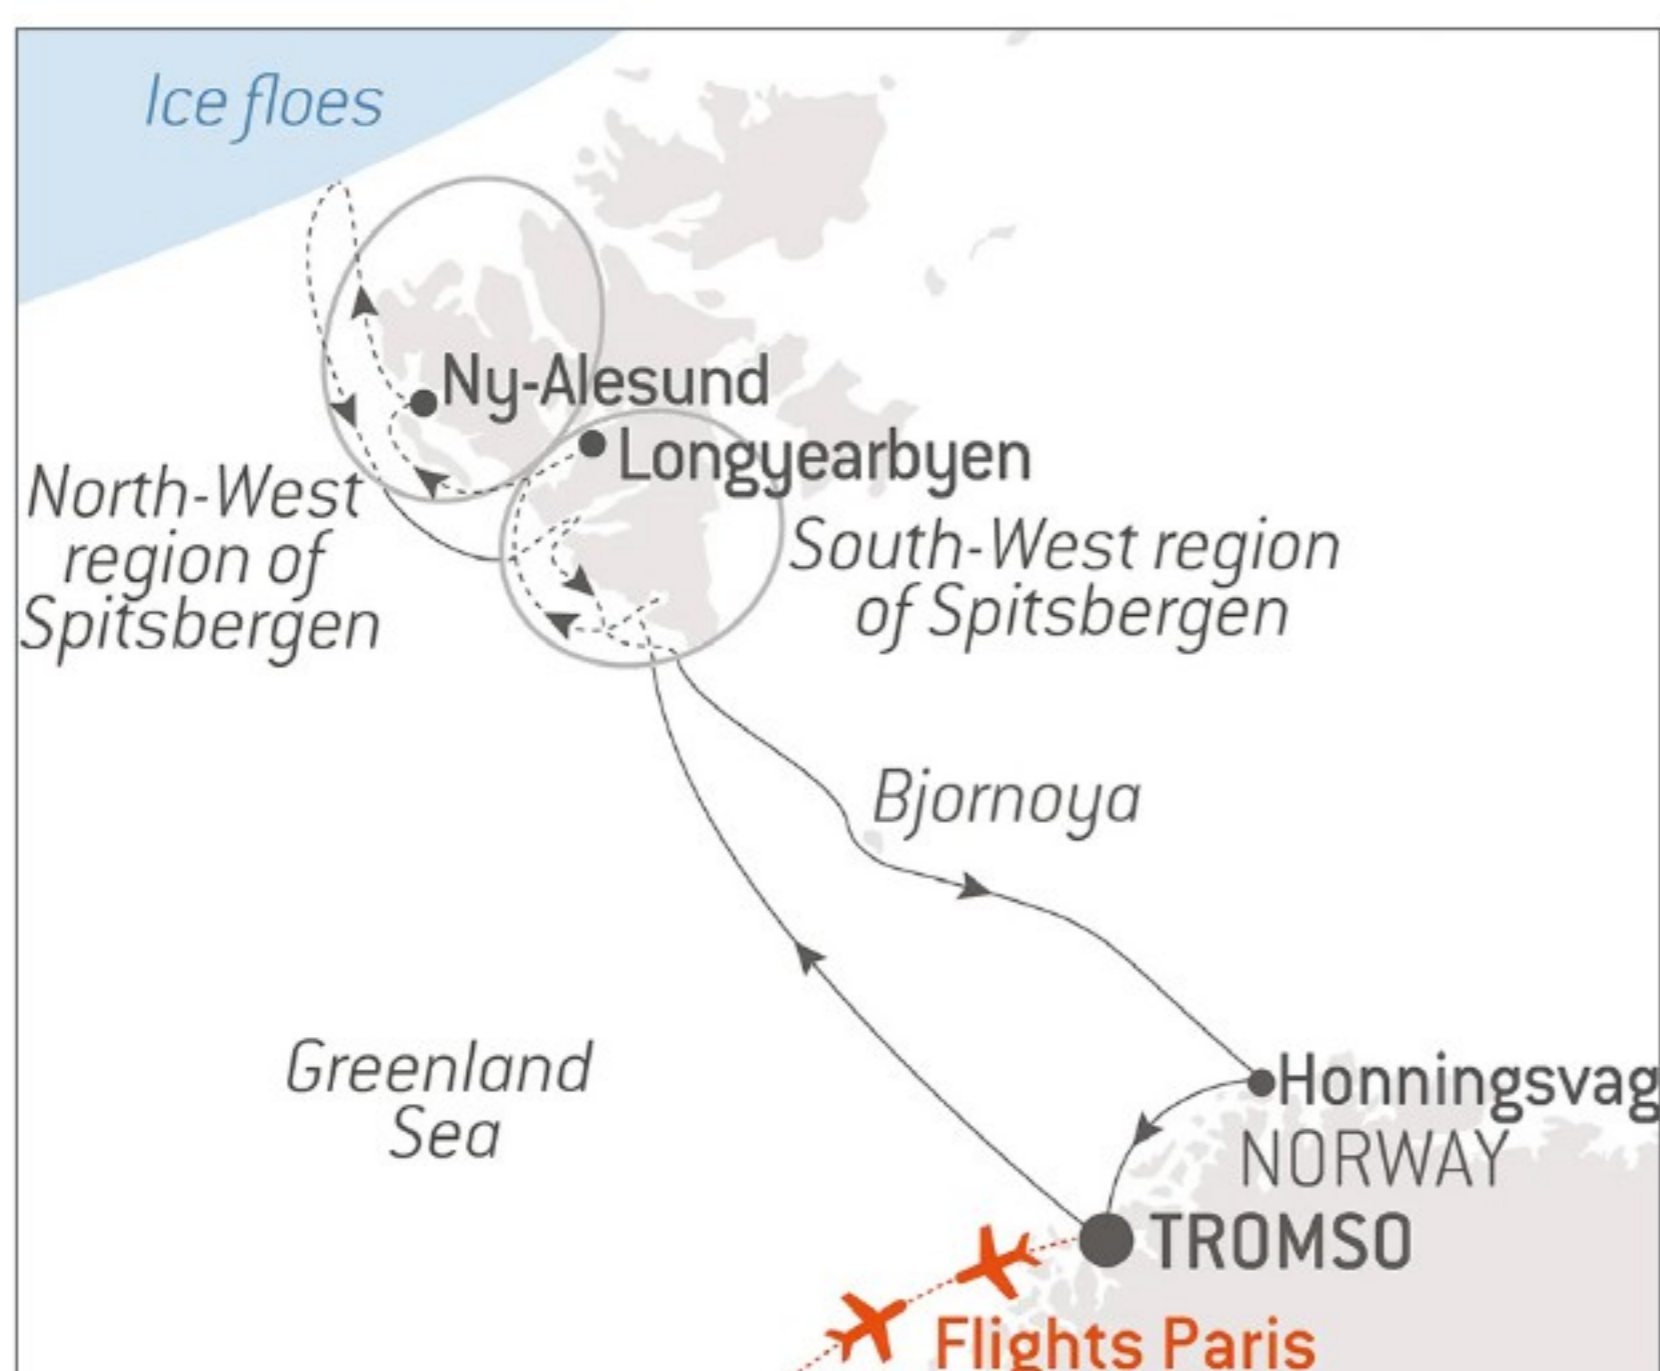 Ice floes
Ny-Alesund
Longyearbyen
North-West
region of
Spitsbergen
South-West region
of Spitsbergen
Bjornoya
Greenland
Sea
Honningsvag
NORWAY
TROMSO
Flights Paris